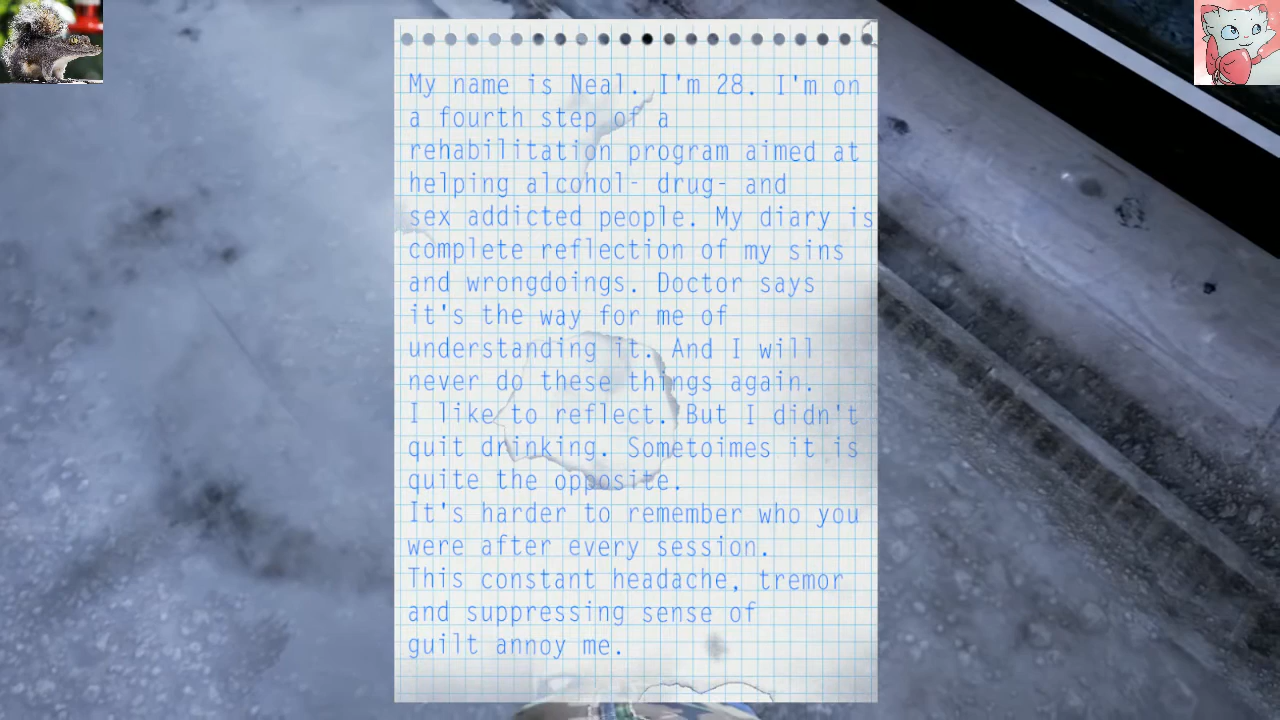 My name is Neal. I'm 28. I'm on
a fourth step of a
rehabilitation program aimed at
helping alcohol- drug- and
sex addicted people. My diary is
complete reflection of my sins
and wrongdoings. Doctor says
it's the way for me of
understanding it. And I will
never do these things again.
I like to reflect. But I didn't
quit drinking. Sometoimes it is
quite the opposite.
It's harder to remember who you
were after every session.
This constant headache, tremor
and suppressing sense of
guilt annoy me.